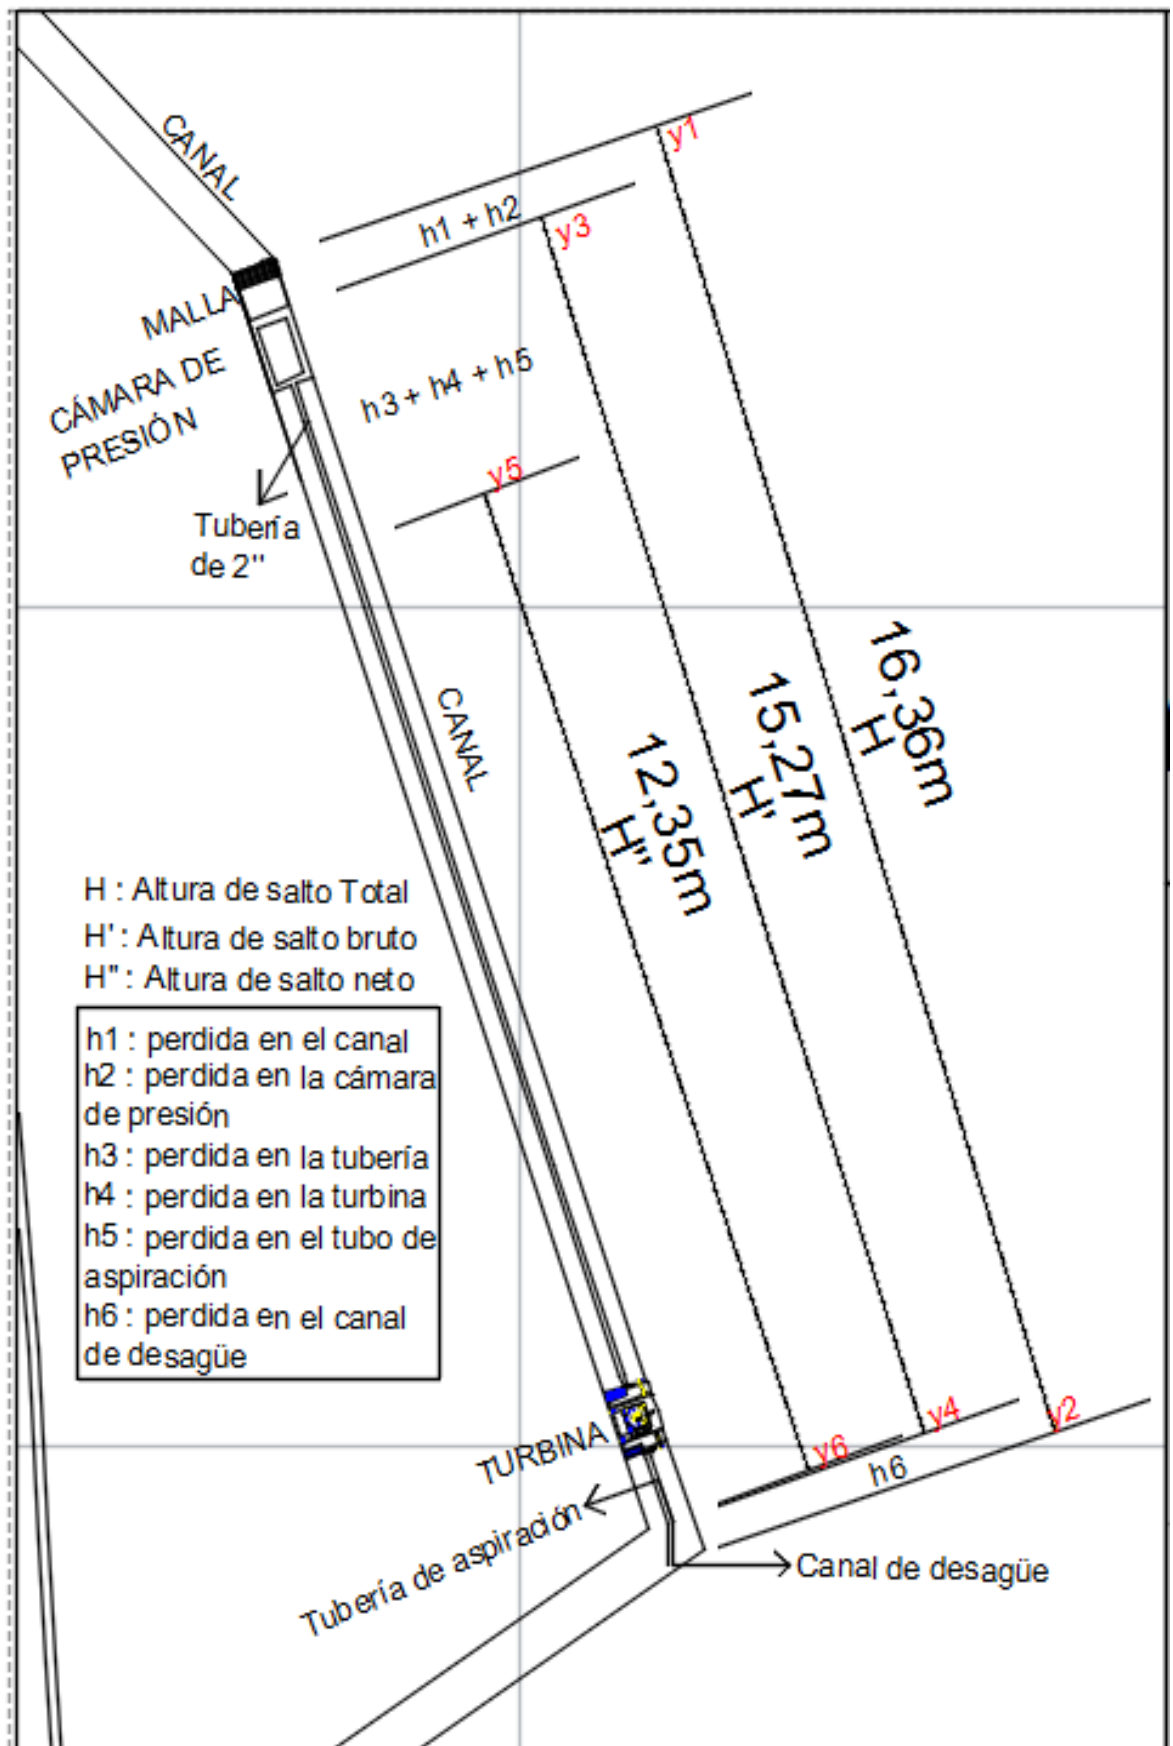 CANAL
y1
h1 + h2
y3
MALLA
CÁMARA DE
PRESIÓN
h3 + h4 + h5
y5
Tubería
de 2"
CANAL
16,36m
H
15,27m
H'
12,35m
H"
H : Altura de salto Total
H' : Altura de salto bruto
H" : Altura de salto neto
h1 : perdida en el canal
h2 : perdida en la cámara
de presión
h3 : perdida en la tubería
h4 : perdida en la turbina
h5 : perdida en el tubo de
aspiración
h6 : perdida en el canal
de desagüe
TURBINA
y6
y4
y2
h6
Tubería de aspiración
Canal de desagüe